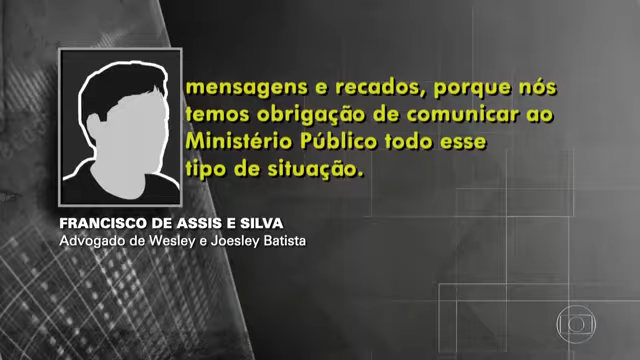 mensagens e recados, porque nós
temos obrigação de comunicar ao
Ministério Público todo esse
tipo de situação.
FRANCISCO DE ASSIS E SILVA
Advogado de Wesley e Joesley Batista